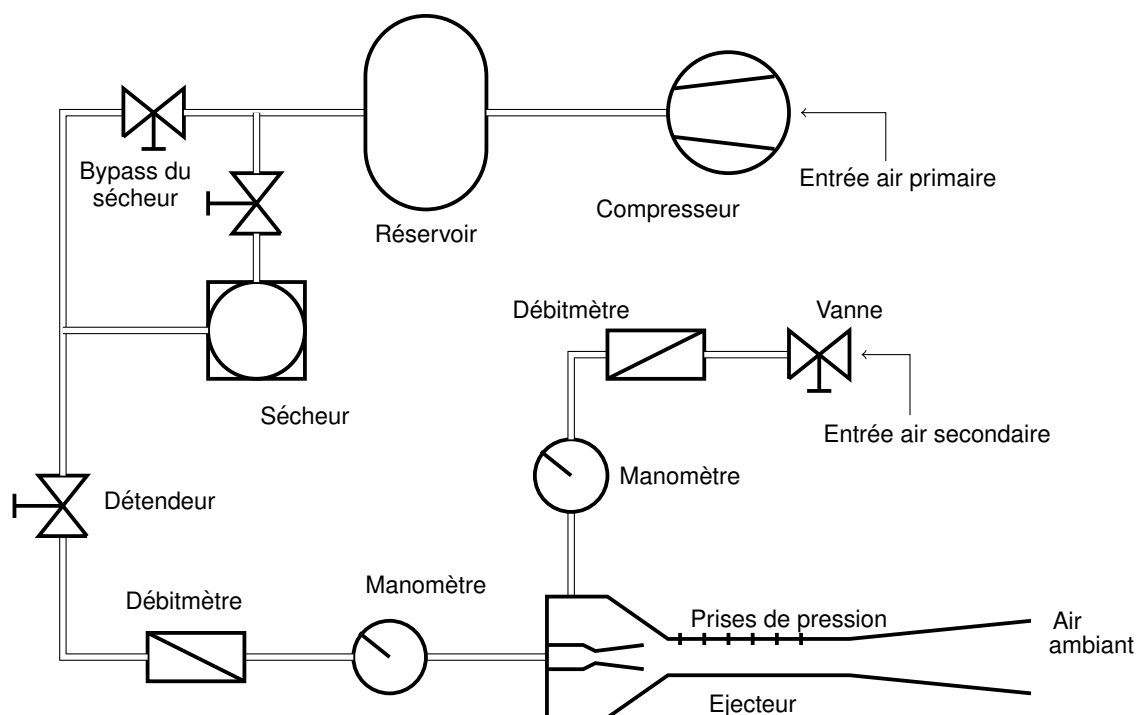 Bypass du
sécheur
Réservoir
Compresseur
Entrée air primaire
Sécheur
Débitmètre
Vanne
Entrée air secondaire
Manomètre
Détendeur
Débitmètre
Manomètre
Prises de pression
Air
ambiant
Ejecteur